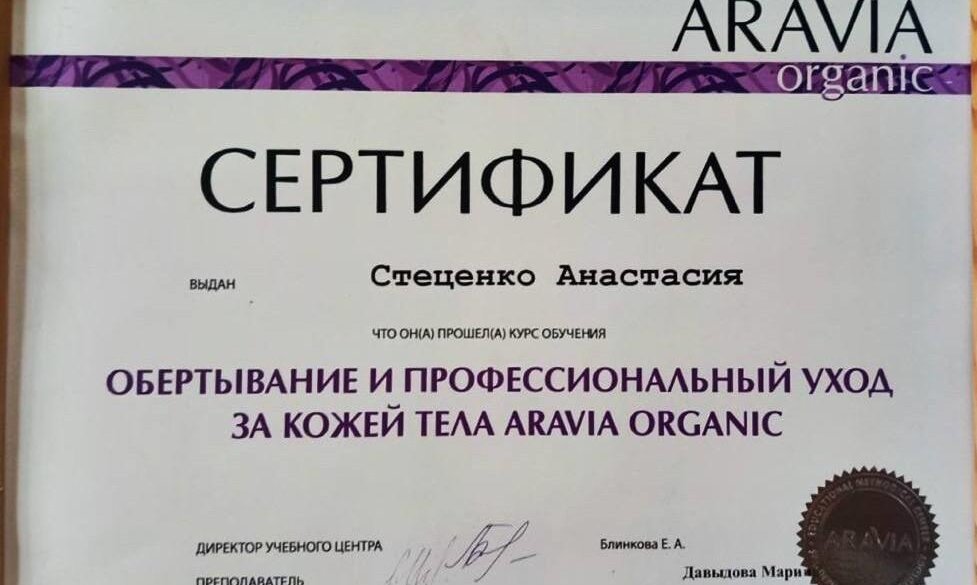 ARAVIA
organic
СЕРТИФИКАТ
ВЫДАН Стеценко Анастасия
ЧТО ОН(А) ПРОШЕЛ(А) КУРС ОБУЧЕНИЯ
ОБЕРТЫВАНИЕ И ПРОФЕССИОНАЛЬНЫЙ УХОД
ЗА КОЖЕЙ ТЕЛА ARAVIA ORGANIC
ДИРЕКТОР УЧЕБНОГО ЦЕНТРА Блинкова Е. А.
ПРЕПОДАВАТЕЛЬ Давыдова Мари
ARAVIA